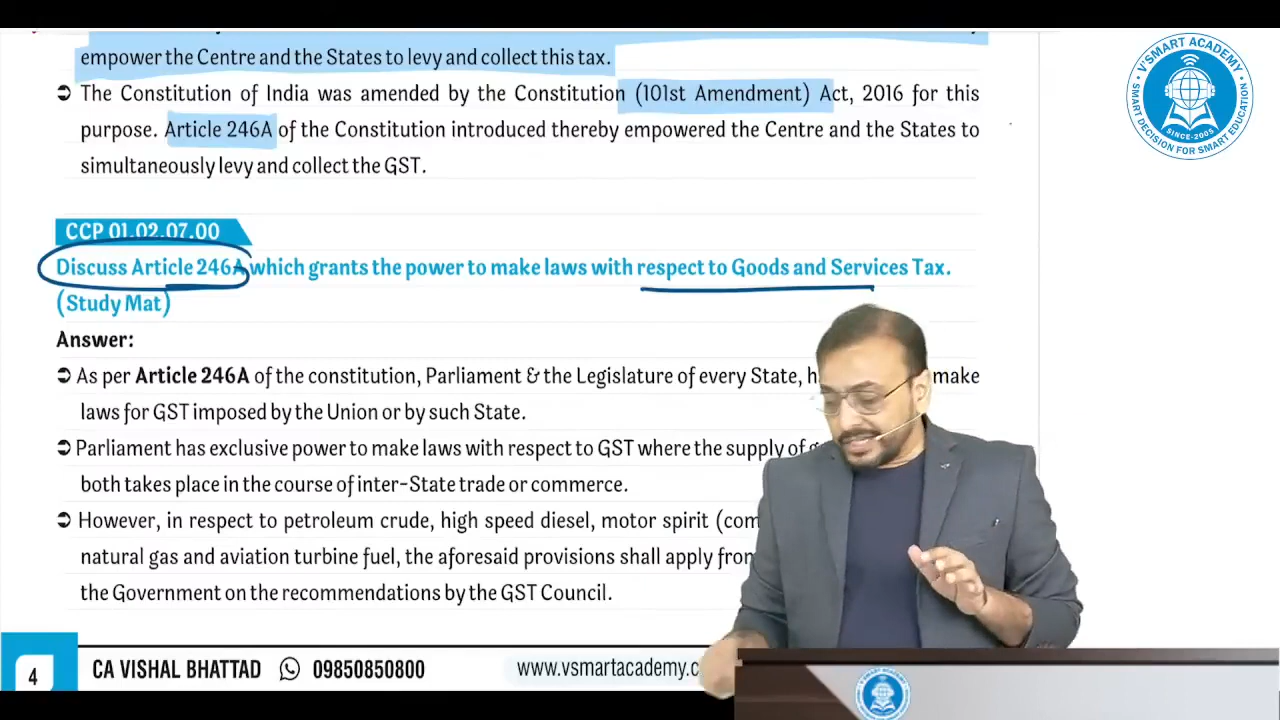 empower the Centre and the States to levy and collect this tax.
➲ The Constitution of India was amended by the Constitution (101st Amendment) Act, 2016 for this
purpose. Article 246A of the Constitution introduced thereby empowered the Centre and the States to
simultaneously levy and collect the GST.
CCP 01.02.07.00
Discuss Article 246A which grants the power to make laws with respect to Goods and Services Tax.
(Study Mat)
Answer:
➲ As per Article 246A of the constitution, Parliament & the Legislature of every State, make
laws for GST imposed by the Union or by such State.
➲ Parliament has exclusive power to make laws with respect to GST where the supply of
both takes place in the course of inter-State trade or commerce.
➲ However, in respect to petroleum crude, high speed diesel, motor spirit
natural gas and aviation turbine fuel, the aforesaid provisions shall apply
the Government on the recommendations by the GST Council.
4
CA VISHAL BHATTAD 09850850800 www.vsmartacademy.c
V'SMART ACADEMY
SINCE-2005
SMART DECISION FOR SMART EDUCATION